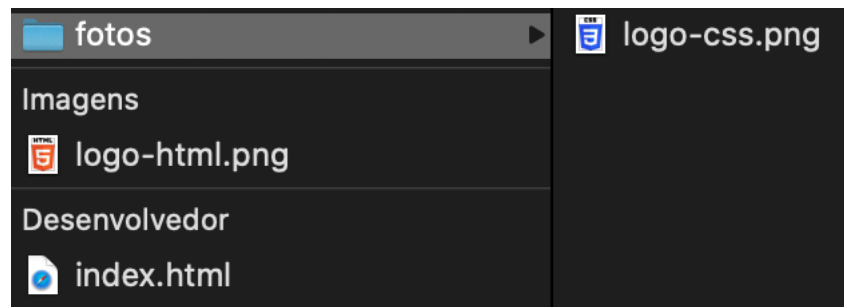 fotos
Imagens
logo-html.png
Desenvolvedor
index.html
logo-css.png